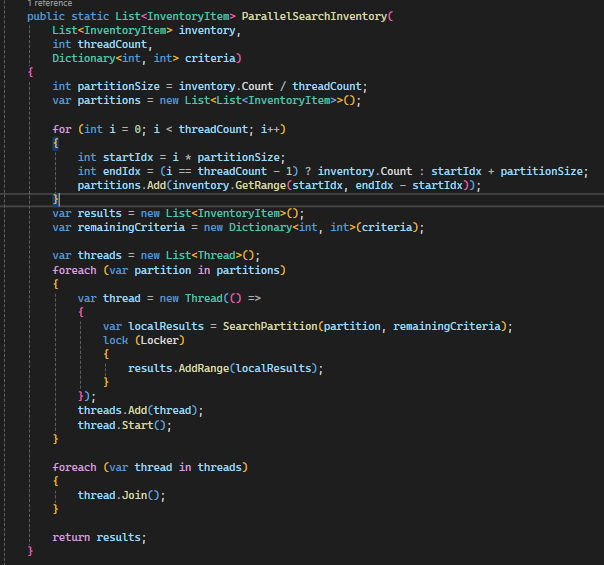 1 reference
public static List<InventoryItem> ParallelSearchInventory(
List<InventoryItem> inventory,
int threadCount,
Dictionary<int, int> criteria)
{
int partitionSize = inventory.Count / threadCount;
var partitions = new List<List<InventoryItem>>();
for (int i = 0; i < threadCount; i++)
{
int startIdx = i * partitionSize;
int endIdx = (i == threadCount - 1) ? inventory.Count : startIdx + partitionSize;
partitions.Add(inventory.GetRange(startIdx, endIdx - startIdx));
}
var results = new List<InventoryItem>();
var remainingCriteria = new Dictionary<int, int>(criteria);
var threads = new List<Thread>();
foreach (var partition in partitions)
{
var thread = new Thread(() =>
{
var localResults = SearchPartition(partition, remainingCriteria);
lock (Locker)
{
results.AddRange(localResults);
}
});
threads.Add(thread);
thread.Start();
}
foreach (var thread in threads)
{
thread.Join();
}
return results;
}